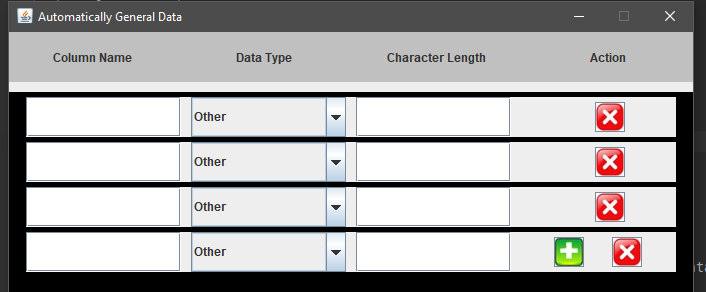 Automatically General Data
Column Name Data Type Character Length Action
Other
Other
Other
Other